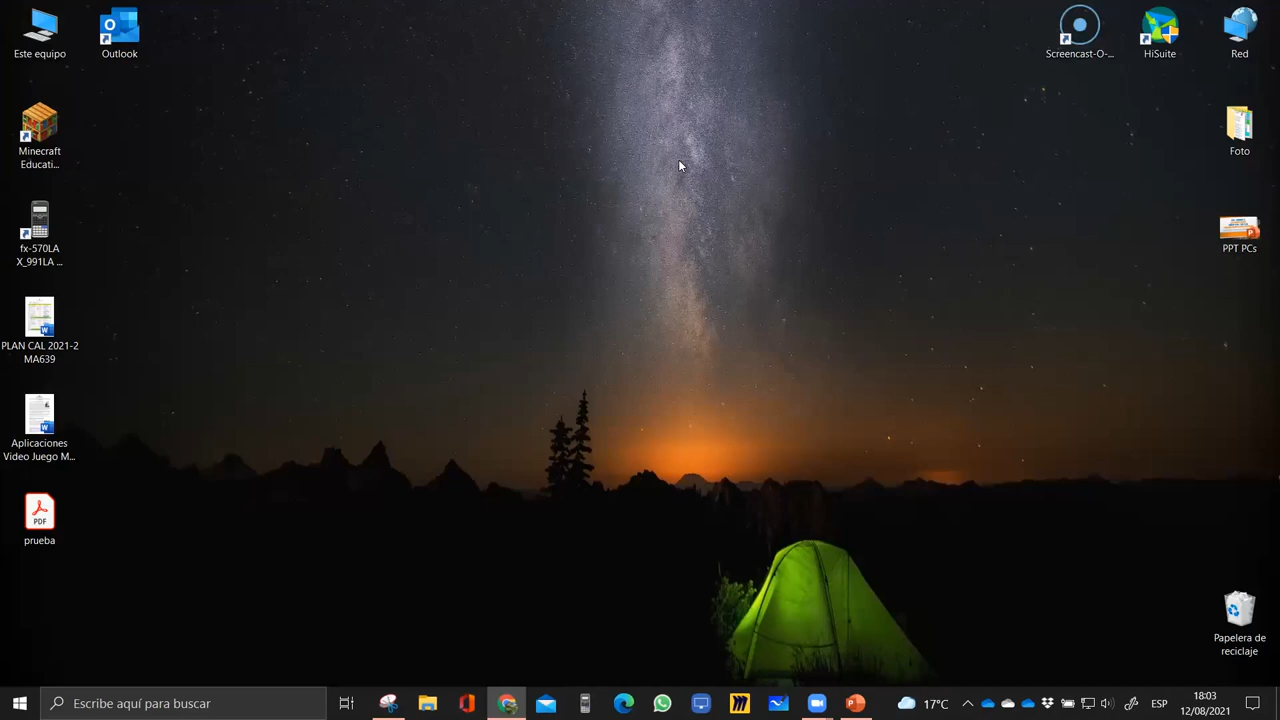 Este equipo
Outlook
Screencast-O-...
HiSuite
Red
Minecraft
Educati...
Foto
fx-570LA
X_991LA ...
PPT PCs
PLAN CAL 2021-2
MA639
Aplicaciones
Video Juego M...
PDF
prueba
Papelera de
reciclaje
Escribe aquí para buscar
17°C
ESP
18:03
12/08/2021